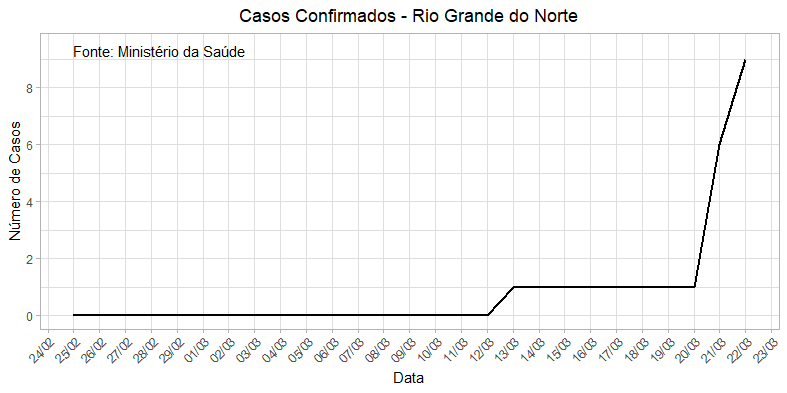 Casos Confirmados - Rio Grande do Norte
Fonte: Ministério da Saúde
Número de Casos
8
6
4
2
0
24/02 25/02 26/02 27/02 28/02 29/02 01/03 02/03 03/03 04/03 05/03 06/03 07/03 08/03 09/03 10/03 11/03 12/03 13/03 14/03 15/03 16/03 17/03 18/03 19/03 20/03 21/03 22/03 23/03
Data